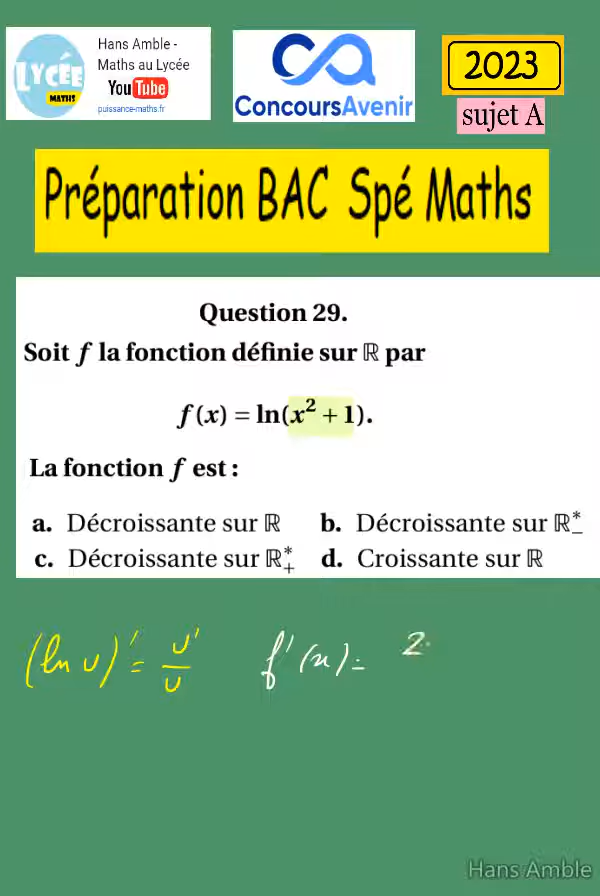 LYCÉE
MATHS
Hans Amble -
Maths au Lycée
YouTube
puissance-maths.fr
ConcoursAvenir
2023
sujet A
Préparation BAC Spé Maths
Question 29.
Soit f la fonction définie sur ℝ par
f(x) = ln(x² + 1).
La fonction f est :
a. Décroissante sur ℝ b. Décroissante sur ℝ₋*
c. Décroissante sur ℝ₊* d. Croissante sur ℝ
(ln u)' = u'/u f'(x) = 2
Hans Amble